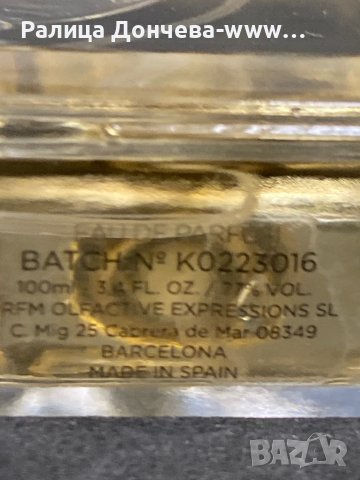 Ралица Дончева-www...
EAU DE PARFUM
BATCH Nº K0223016
100ml / 3.4 FL. OZ. / 77% VOL.
RFM OLFACTIVE EXPRESSIONS SL
C. Mig 25 Cabrera de Mar 08349
BARCELONA
MADE IN SPAIN
BAZAR